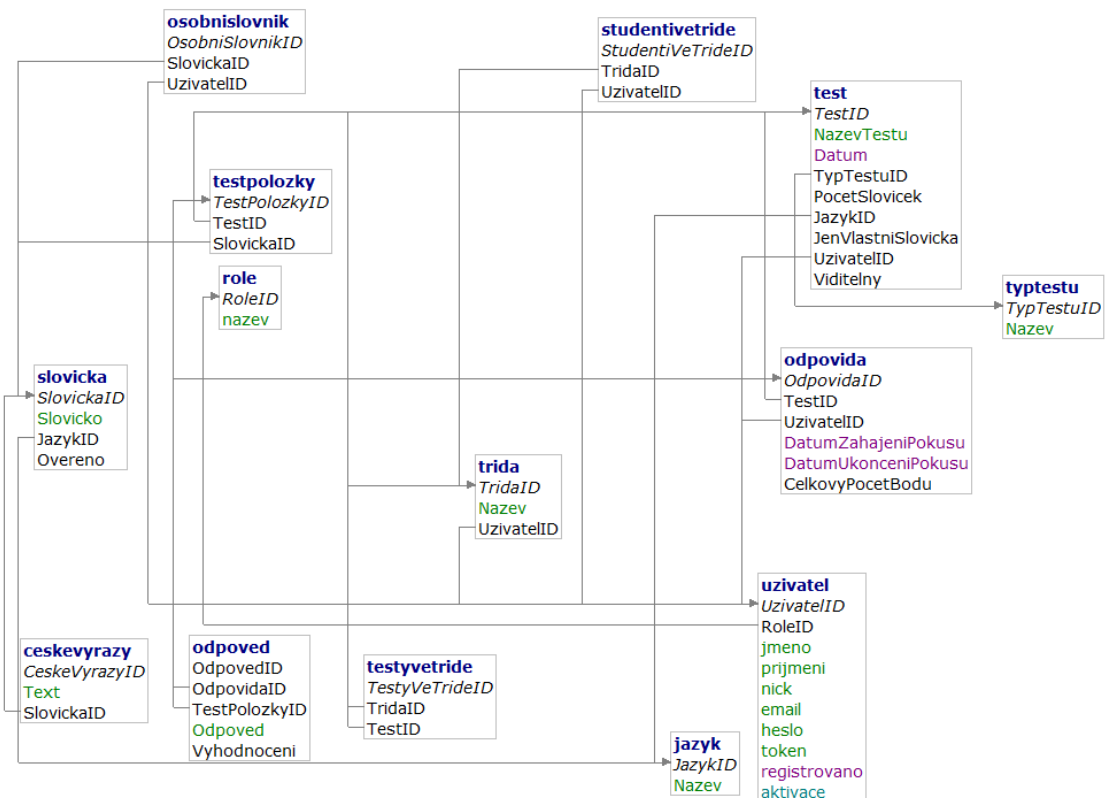 osobnislovnik
OsobniSlovnikID
SlovickaID
UzivatelID
studentivetride
StudentiVeTrideID
TridaID
UzivatelID
test
TestID
NazevTestu
Datum
TypTestuID
PocetSlovicek
JazykID
JenVlastniSlovicka
UzivatelID
Viditelny
testpolozky
TestPolozkyID
TestID
SlovickaID
role
RoleID
nazev
typtestu
TypTestuID
Nazev
slovicka
SlovickaID
Slovicko
JazykID
Overeno
odpovida
OdpovidaID
TestID
UzivatelID
DatumZahajeniPokusu
DatumUkonceniPokusu
CelkovyPocetBodu
trida
TridaID
Nazev
UzivatelID
uzivatel
UzivatelID
RoleID
jmeno
prijmeni
nick
email
heslo
token
registrovano
aktivace
ceskevyrazy
CeskeVyrazyID
Text
SlovickaID
odpoved
OdpovedID
OdpovidaID
TestPolozkyID
Odpoved
Vyhodnoceni
testyvetride
TestyVeTrideID
TridaID
TestID
jazyk
JazykID
Nazev